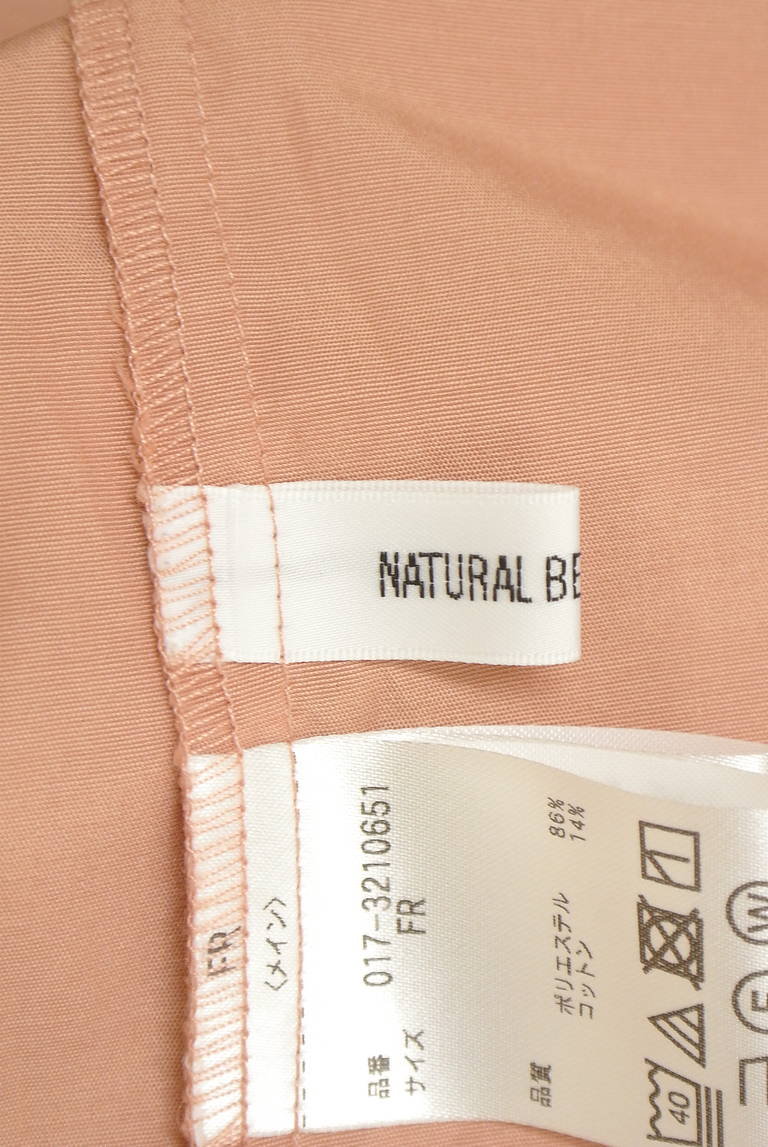 NATURAL BE
FR
〈メイン〉
品番 017-3210651
サイズ FR
品質 ポリエステル 86%
コットン 14%
40
W
F